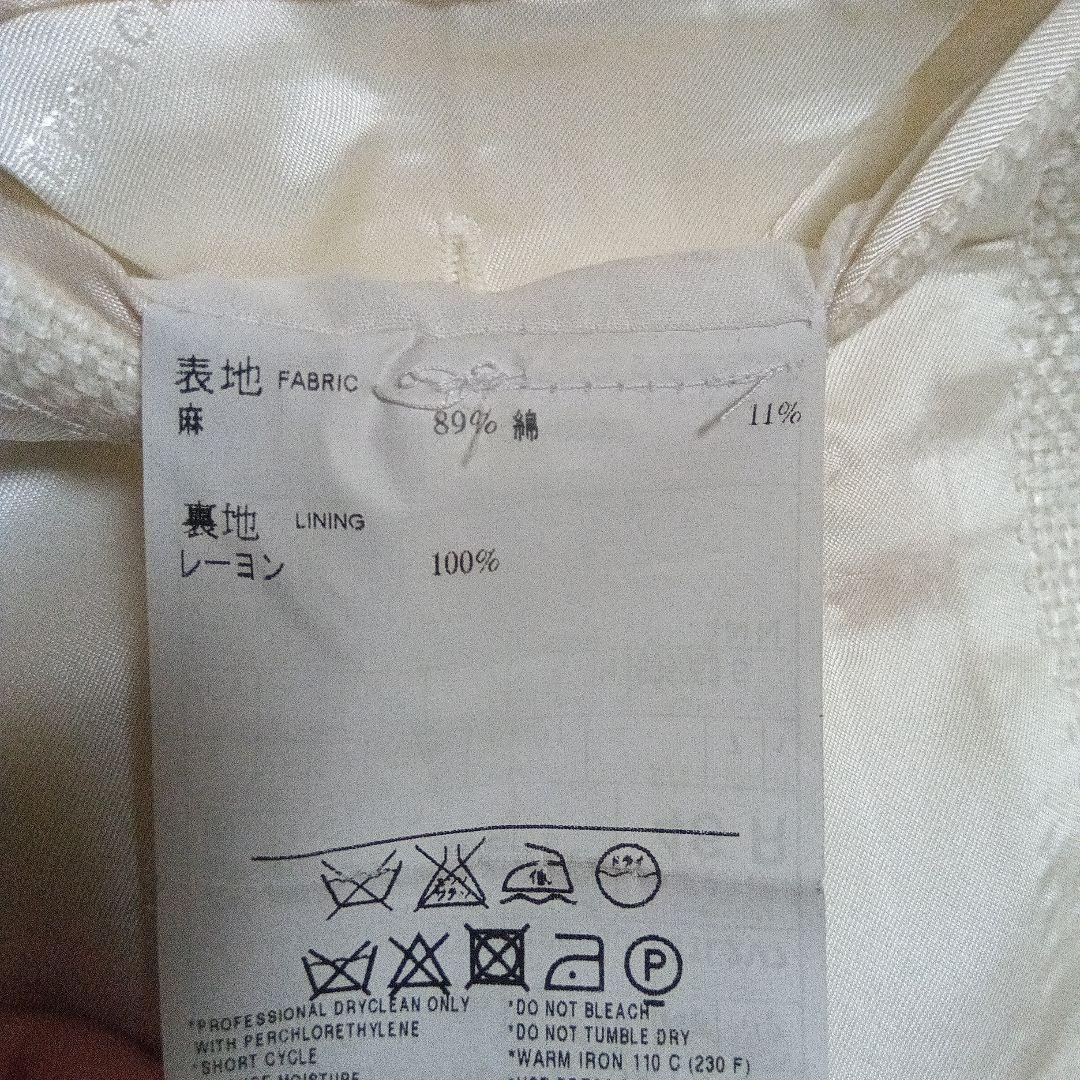 表地 FABRIC
麻 89% 綿 11%
裏地 LINING
レーヨン 100%
ドライ
P
*PROFESSIONAL DRYCLEAN ONLY
WITH PERCHLORETHYLENE
*SHORT CYCLE
MOISTURE
*DO NOT BLEACH
*DO NOT TUMBLE DRY
*WARM IRON 110 C (230 F)